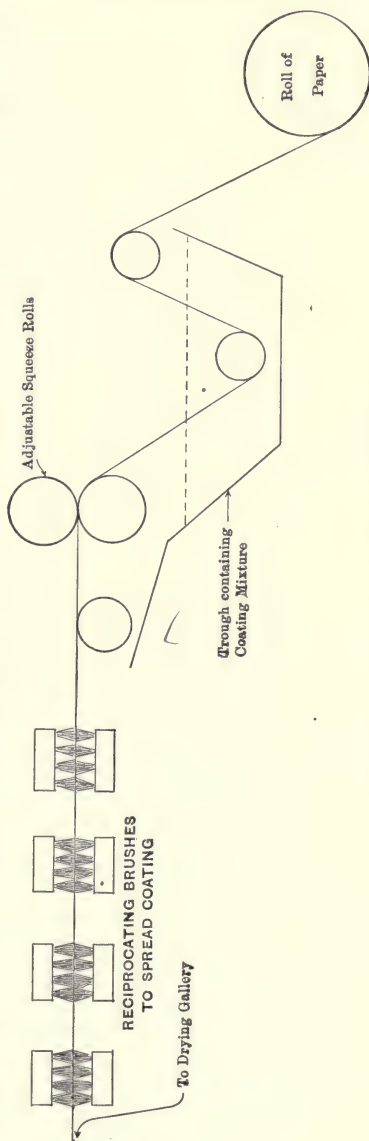 Roll of
Paper
Adjustable Squeeze Rolls
Trough containing
Coating Mixture
RECIPROCATING BRUSHES
TO SPREAD COATING
To Drying Gallery